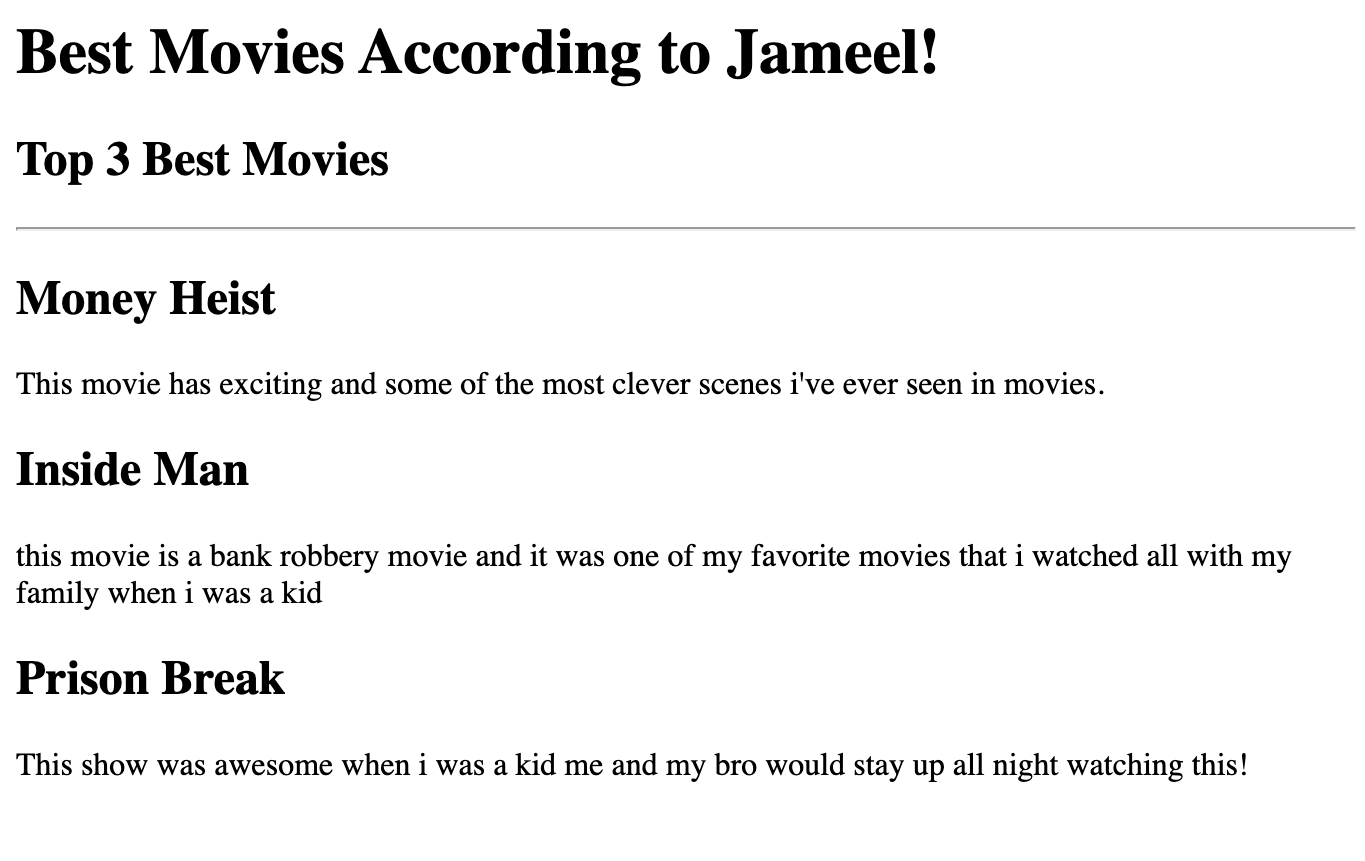 Best Movies According to Jameel!
Top 3 Best Movies
Money Heist
This movie has exciting and some of the most clever scenes i've ever seen in movies.
Inside Man
this movie is a bank robbery movie and it was one of my favorite movies that i watched all with my
family when i was a kid
Prison Break
This show was awesome when i was a kid me and my bro would stay up all night watching this!